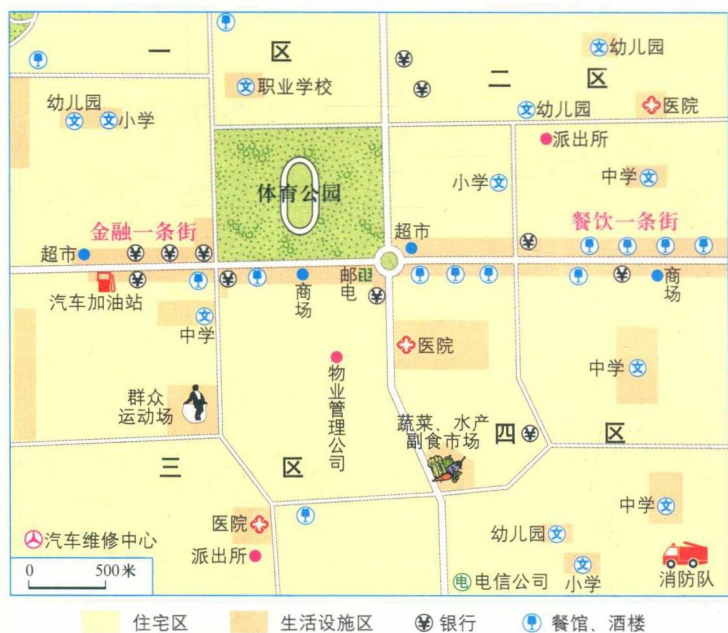 一区
二区
幼儿园
职业学校
幼儿园
小学
幼儿园
医院
派出所
体育公园
小学
中学
金融一条街
超市
餐饮一条街
超市
汽车加油站
商场
邮电
商场
中学
医院
中学
物业管理公司
群众
运动场
蔬菜、水产
副食市场
四区
三区
医院
中学
汽车维修中心
派出所
幼儿园
小学
消防队
电 电信公司
0 500米
住宅区
生活设施区
银行
餐馆、酒楼